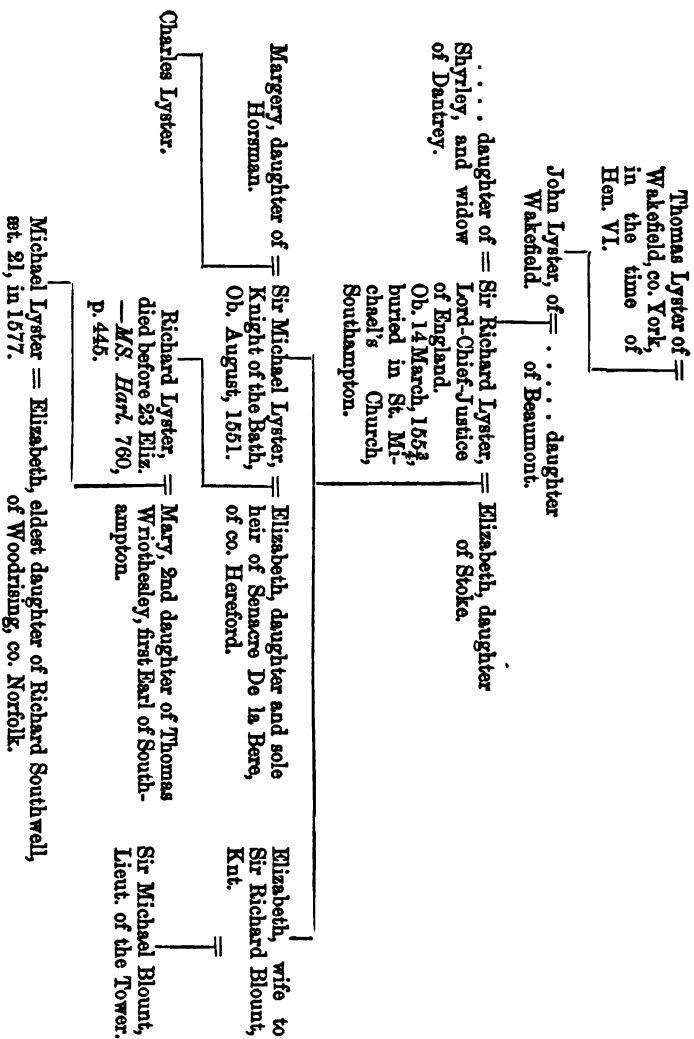 Thomas Lyster of =
Wakefield, co. York,
in the time of
Hen. VI.
John Lyster, of = . . . . . . daughter
Wakefield. of Beaumont.
. . . . daughter of = Sir Richard Lyster, = Elizabeth, daughter
Shyrley, and widow Lord-Chief-Justice of Stoke.
of Dantrey. of England.
Ob. 14 March, 155¾,
buried in St. Mi-
chael's Church,
Southampton.
Margery, daughter of = Sir Michael Lyster, = Elizabeth, daughter and sole Elizabeth, wife to
Horsman. Knight of the Bath, heir of Senacre De la Bere, Sir Richard Blount,
Ob. August, 1551. of co. Hereford. Knt.
=
Charles Lyster. Richard Lyster, = Mary, 2nd daughter of Thomas Sir Michael Blount,
died before 23 Eliz. Wriothesley, first Earl of South- Lieut. of the Tower.
—MS. Harl. 760, ampton.
p. 445.
Michael Lyster = Elizabeth, eldest daughter of Richard Southwell,
æt. 21, in 1577. of Woodrising, co. Norfolk.